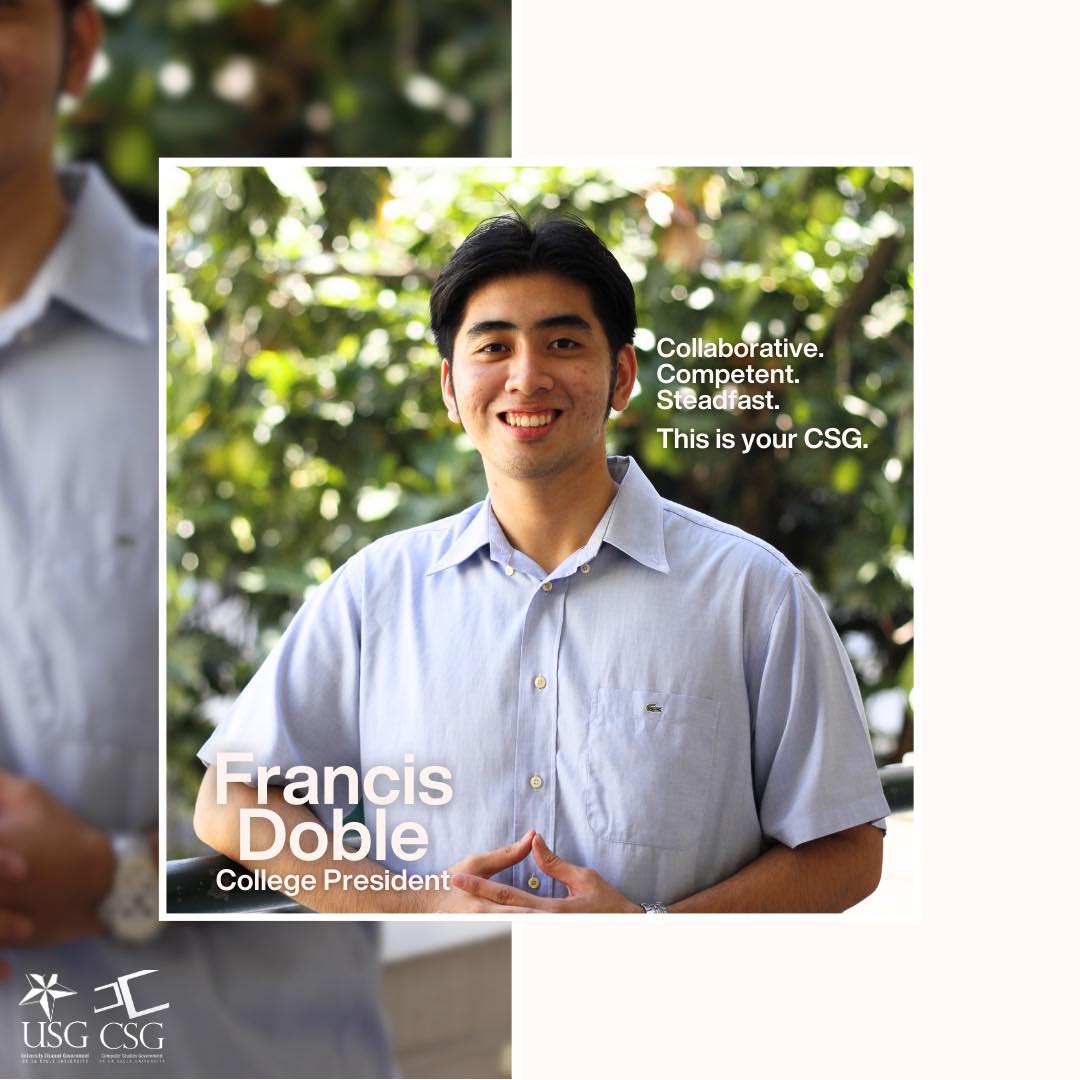 Collaborative.
Competent.
Steadfast.
This is your CSG.
Francis
Doble
College President
USG CSG
University Student Government Computer Studies Government
DE LA SALLE UNIVERSITY DE LA SALLE UNIVERSITY